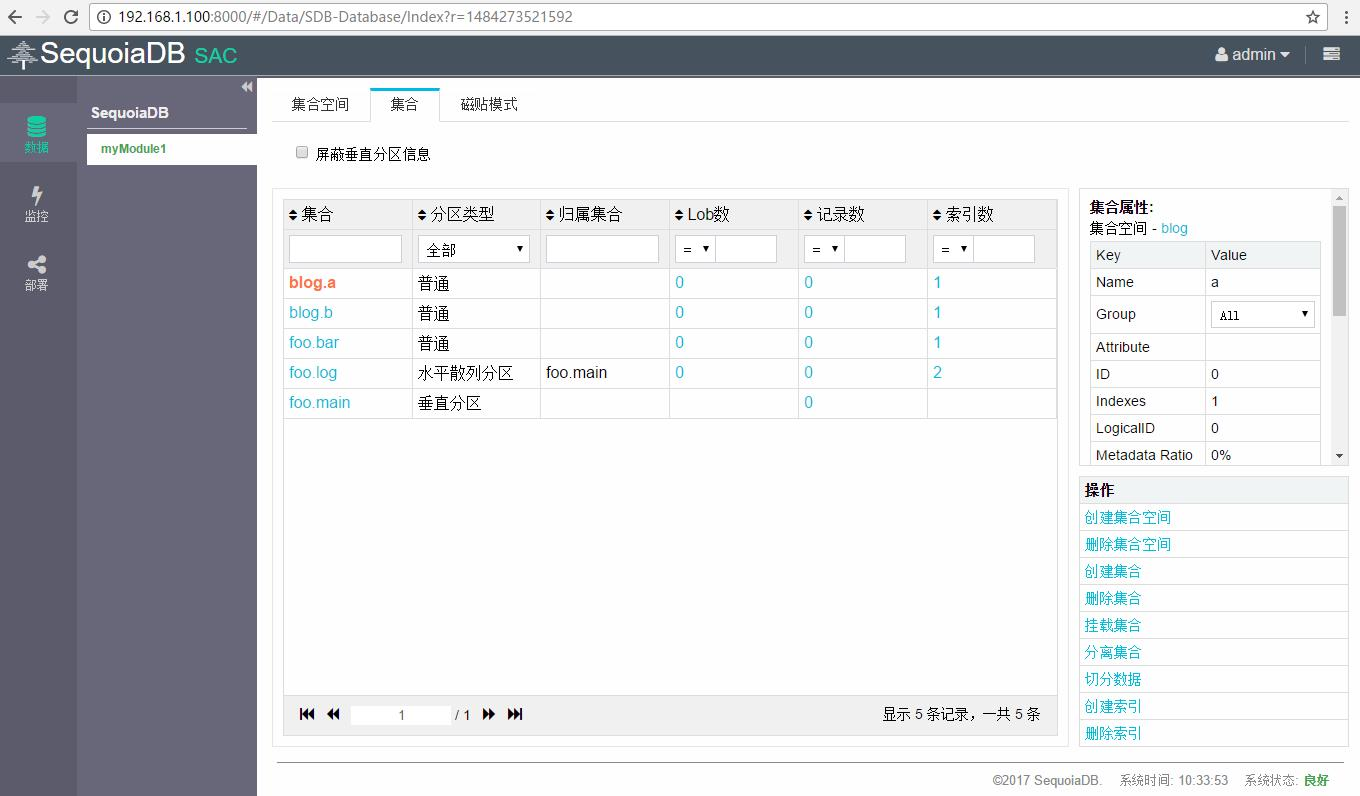 192.168.1.100:8000/#/Data/SDB-Database/Index?r=1484273521592
SequoiaDB SAC
admin
数据
监控
部署
SequoiaDB
myModule1
集合空间 集合 磁贴模式
屏蔽垂直分区信息
集合 分区类型 归属集合 Lob数 记录数 索引数
全部 = = =
blog.a 普通 0 0 1
blog.b 普通 0 0 1
foo.bar 普通 0 0 1
foo.log 水平散列分区 foo.main 0 0 2
foo.main 垂直分区 0
1 / 1 显示 5 条记录，一共 5 条
集合属性:
集合空间 - blog
Key Value
Name a
Group All
Attribute
ID 0
Indexes 1
LogicalID 0
Metadata Ratio 0%
操作
创建集合空间
删除集合空间
创建集合
删除集合
挂载集合
分离集合
切分数据
创建索引
删除索引
©2017 SequoiaDB. 系统时间: 10:33:53 系统状态: 良好